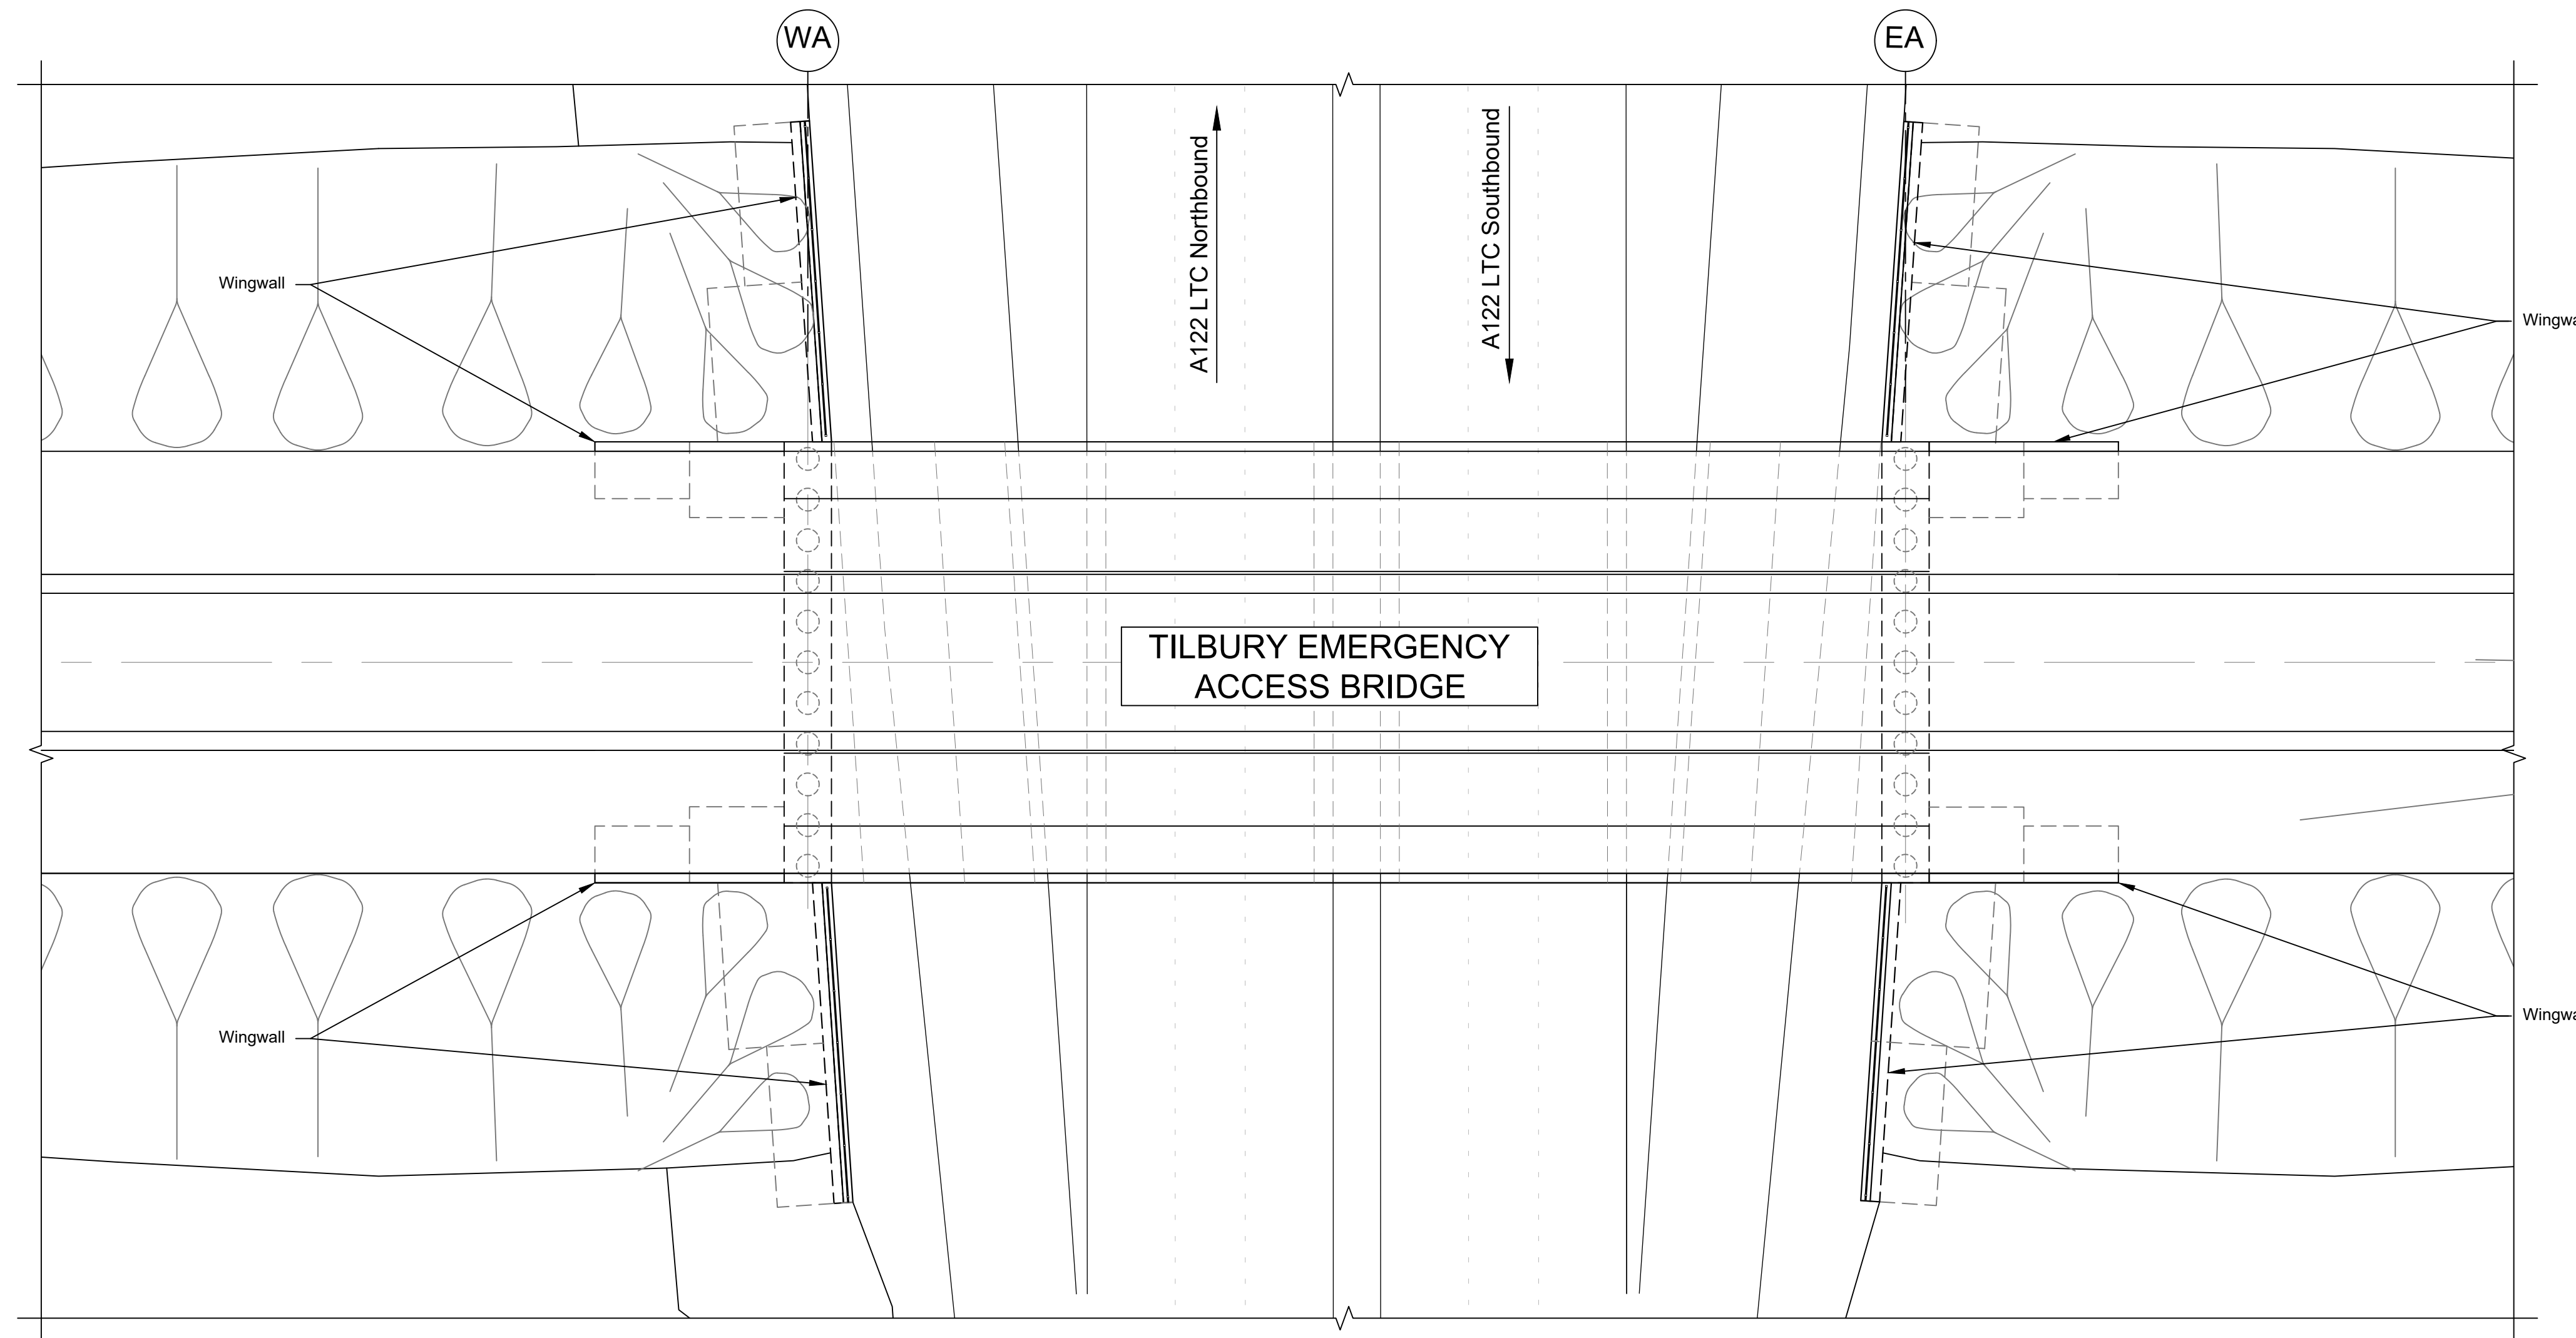 WA
EA
A122 LTC Northbound
A122 LTC Southbound
Wingwall
Wingwa
TILBURY EMERGENCY
ACCESS BRIDGE
Wingwall
Wingwa